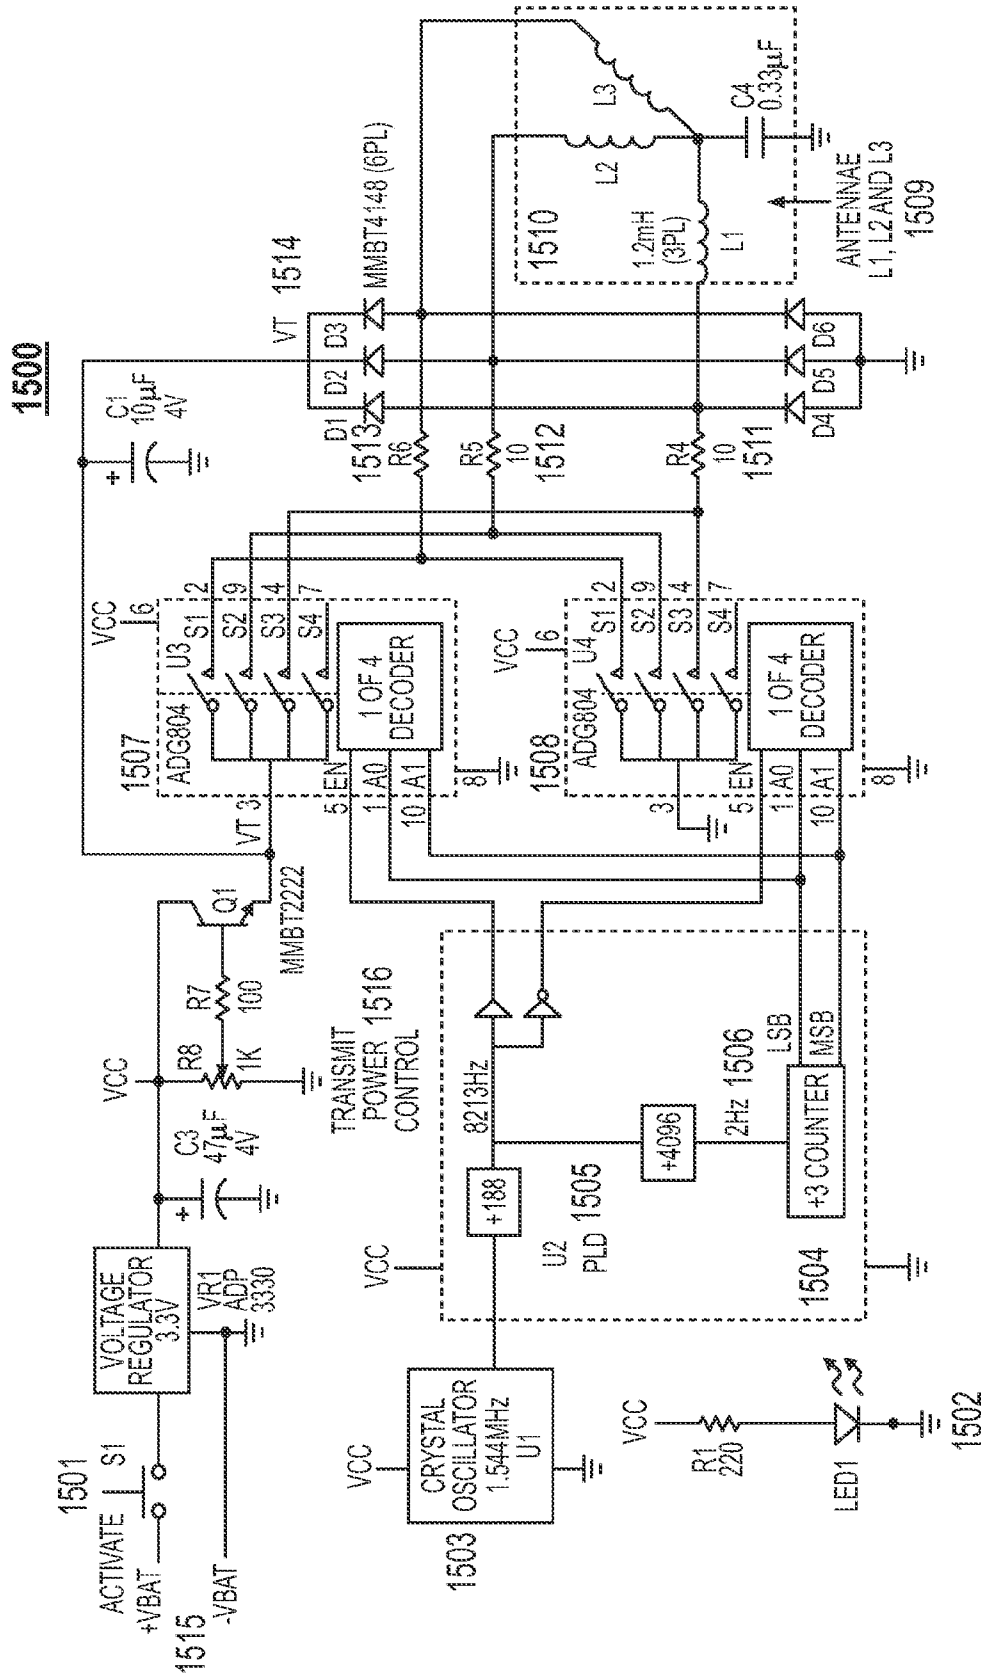 1500
ACTIVATE
1501
S1
+VBAT
1515
-VBAT
VOLTAGE
REGULATOR
3.3V
VR1
ADP
3330
+
C3
47µF
4V
VCC
R8
1K
R7
100
Q1
MMBT2222
TRANSMIT
POWER 1516
CONTROL
VT 3
+
C1
10µF
4V
1507
ADG804
VCC
6
U3
S1 2
S2 9
S3 4
S4 7
1 OF 4
DECODER
5 EN
1 A0
10 A1
8
1508
ADG804
VCC
6
U4
S1 2
S2 9
S3 4
S4 7
1 OF 4
DECODER
3
5 EN
1 A0
10 A1
8
VT
1514
D1
D2
D3
MMBT4148 (6PL)
1513
R6
R5
10
1512
R4
10
1511
D4
D5
D6
1510
1.2mH
(3PL)
L1
L2
L3
C4
0.33µF
ANTENNAE
L1, L2 AND L3
1509
1503
VCC
CRYSTAL
OSCILLATOR
1.544MHz
U1
VCC
U2
PLD 1505
+188
8213Hz
+4096
2Hz 1506
+3 COUNTER
LSB
MSB
1504
VCC
R1
220
LED1
1502